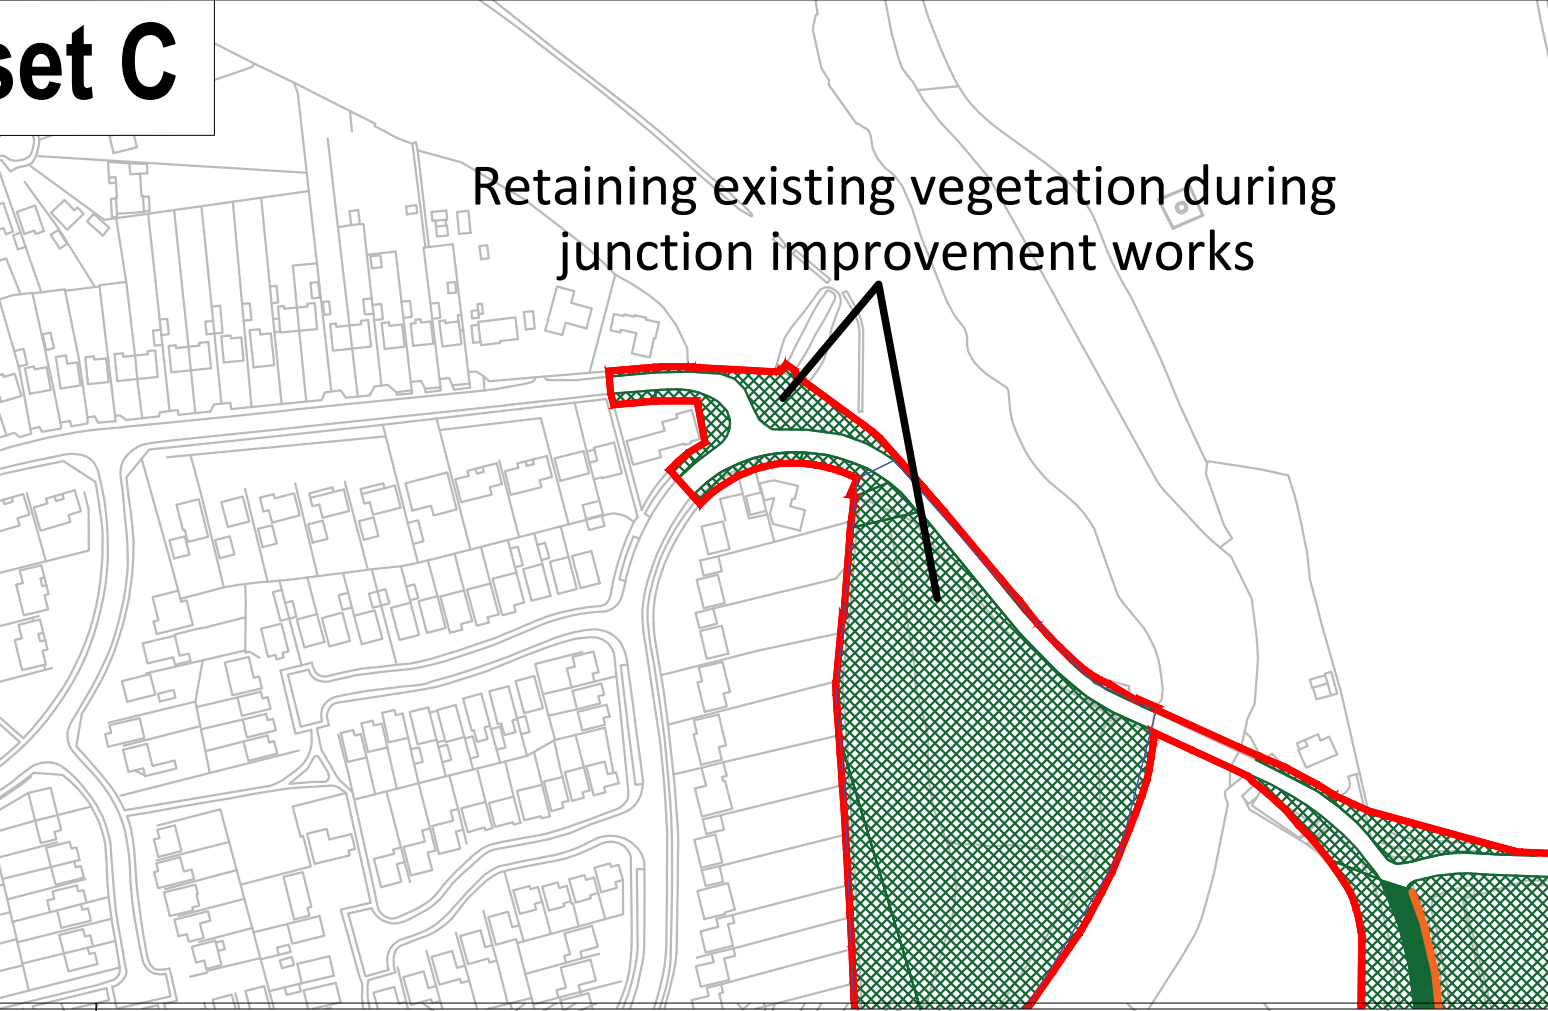 set C
Retaining existing vegetation during
junction improvement works